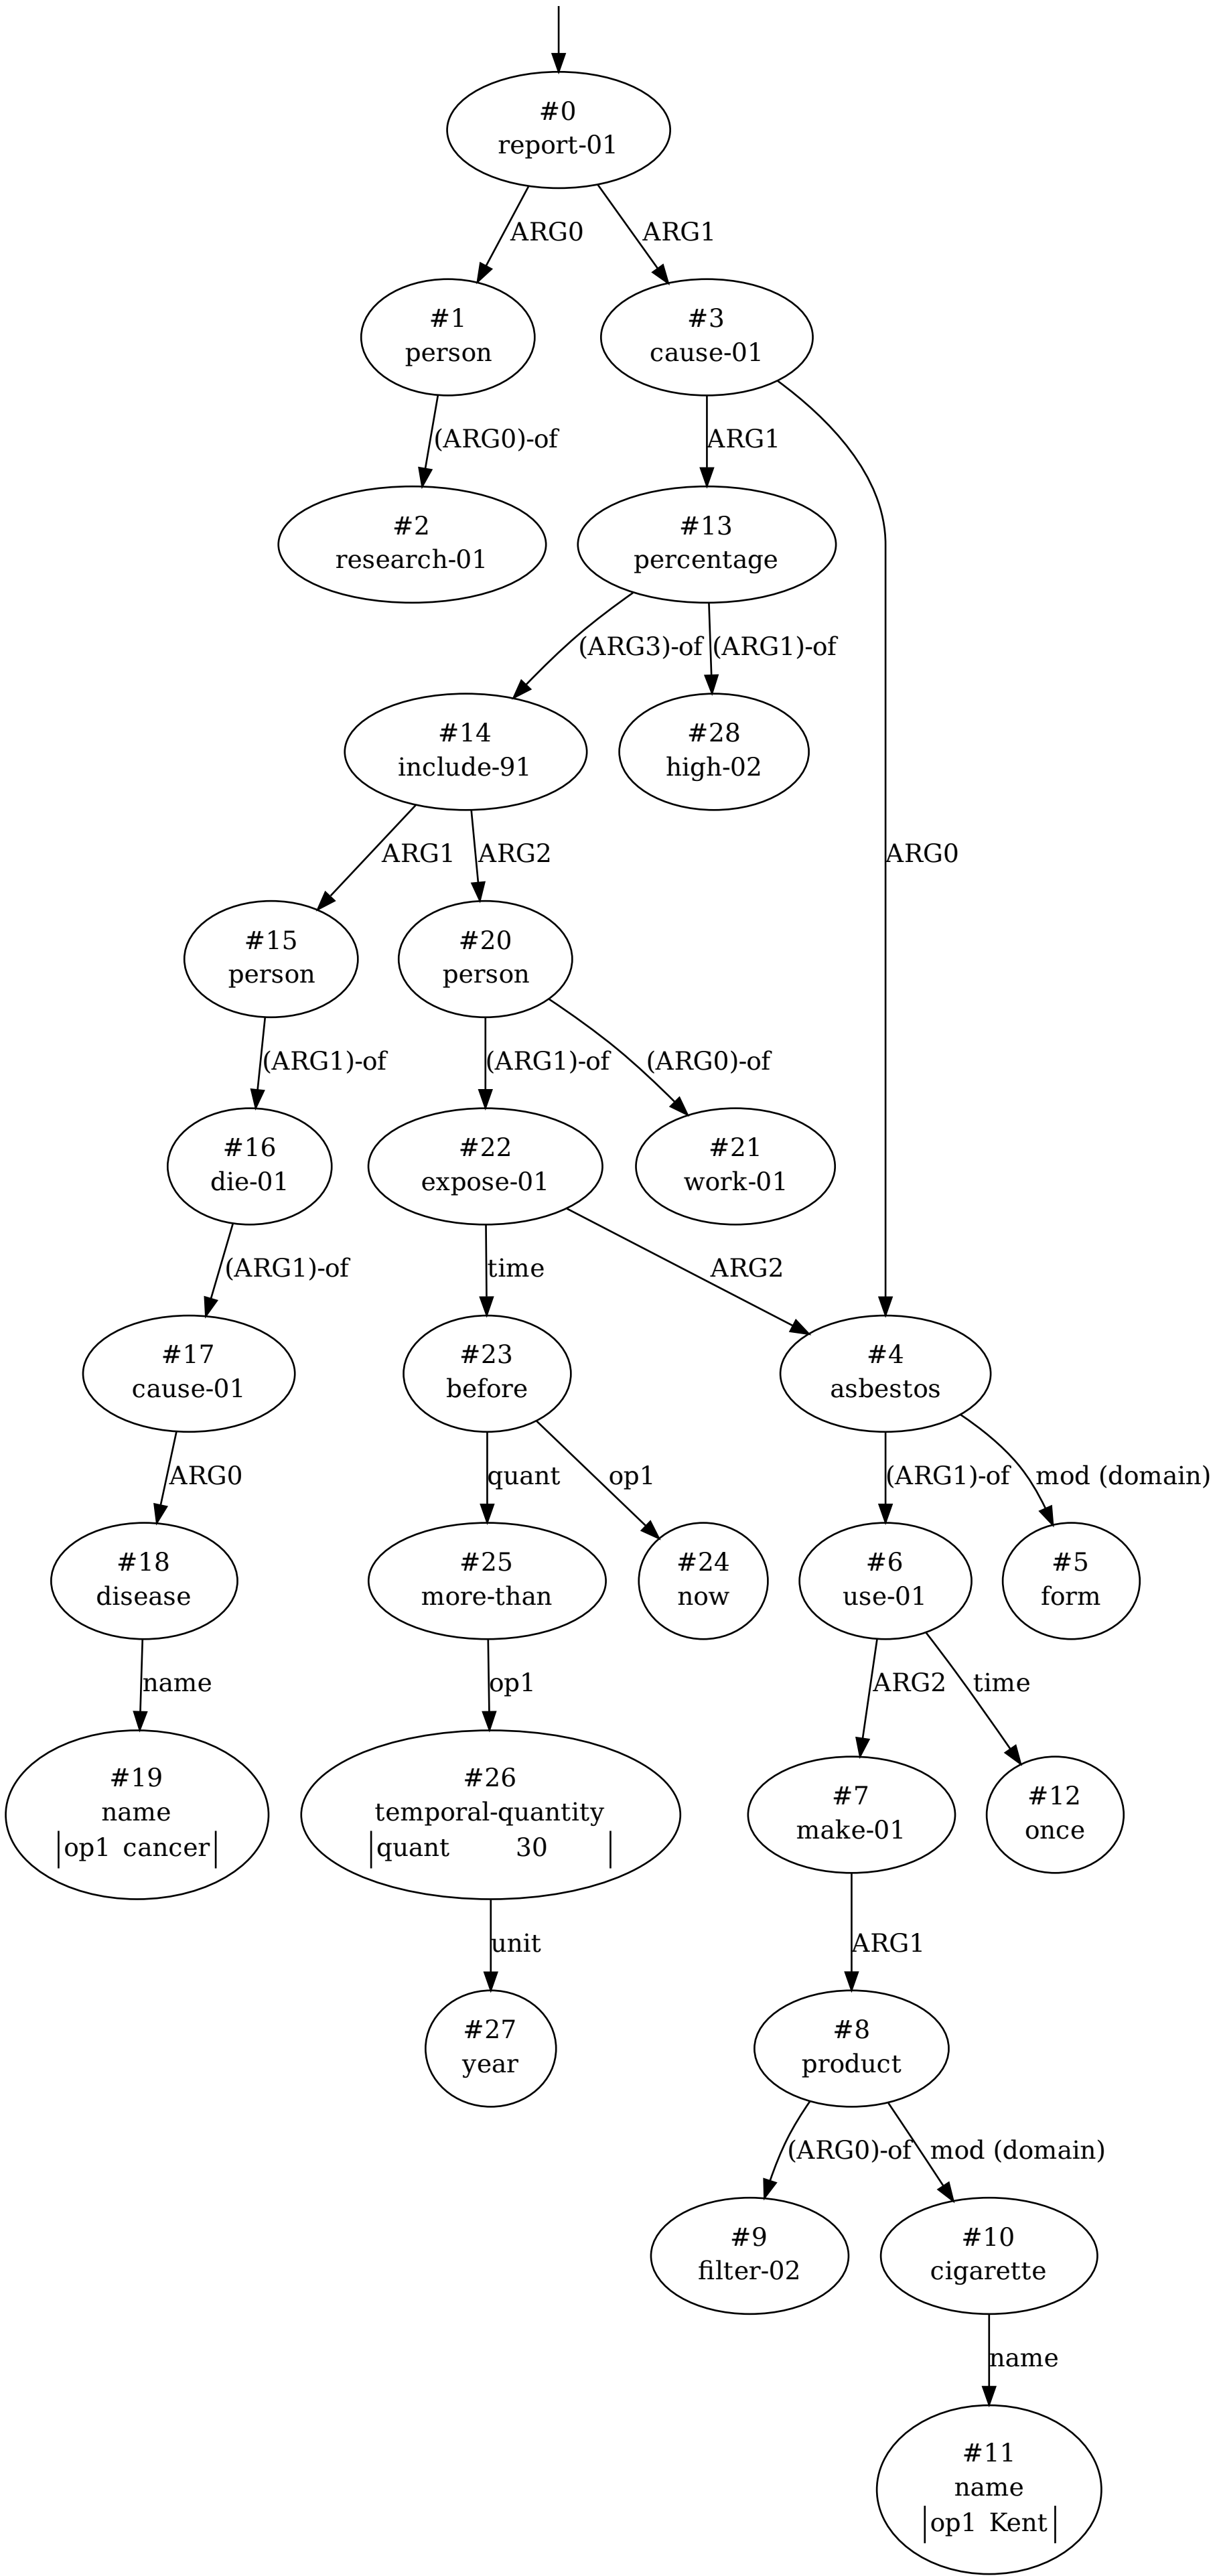 #0
report-01
ARG0
ARG1
#1
person
#3
cause-01
(ARG0)-of
ARG1
#2
research-01
#13
percentage
(ARG3)-of
(ARG1)-of
#14
include-91
#28
high-02
ARG1
ARG2
ARG0
#15
person
#20
person
(ARG1)-of
(ARG1)-of
(ARG0)-of
#16
die-01
#22
expose-01
#21
work-01
(ARG1)-of
time
ARG2
#17
cause-01
#23
before
#4
asbestos
ARG0
quant
op1
(ARG1)-of
mod (domain)
#18
disease
#25
more-than
#24
now
#6
use-01
#5
form
name
op1
ARG2
time
#19
name
op1 cancer
#26
temporal-quantity
quant 30
#7
make-01
#12
once
unit
ARG1
#27
year
#8
product
(ARG0)-of
mod (domain)
#9
filter-02
#10
cigarette
name
#11
name
op1 Kent